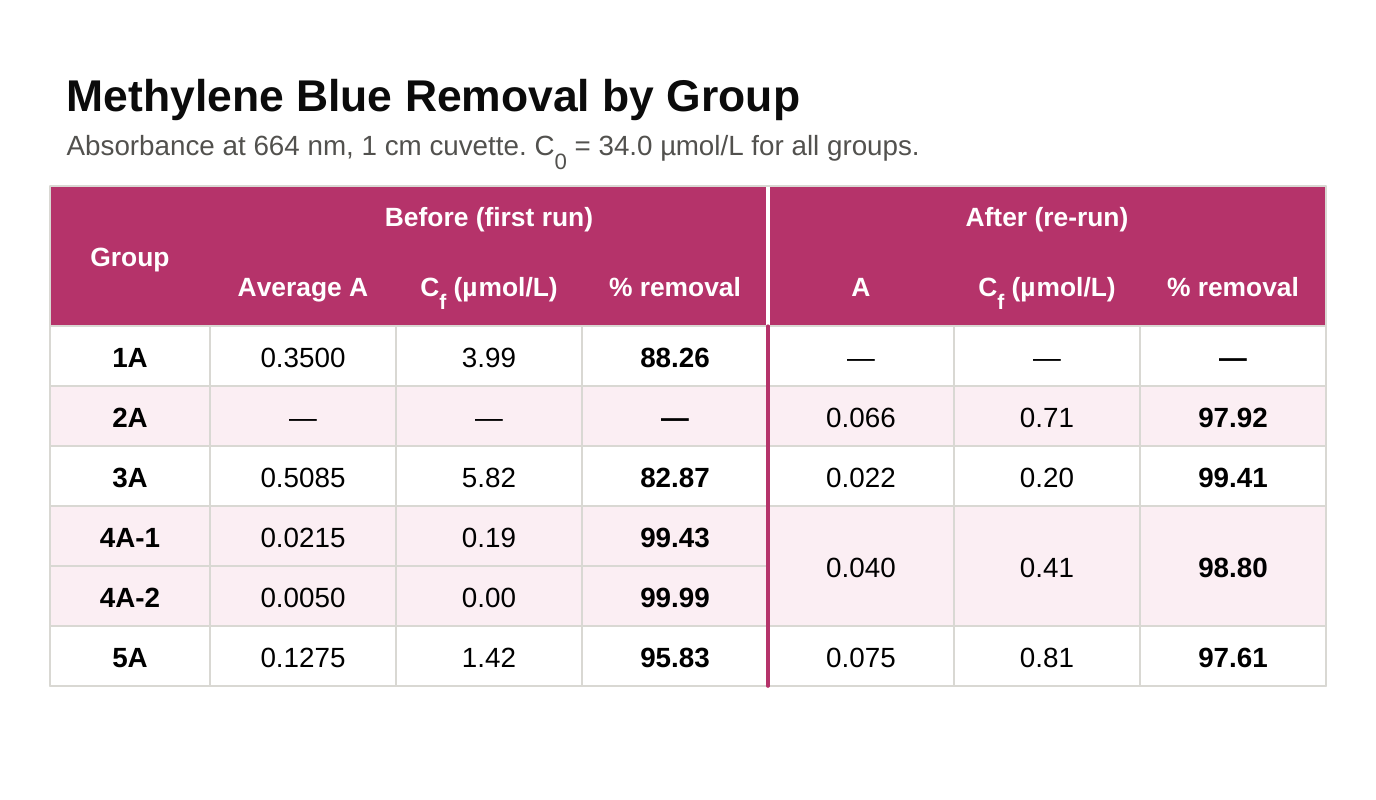 Methylene Blue Removal by Group
Absorbance at 664 nm, 1 cm cuvette. C0 = 34.0 µmol/L for all groups.
Group Before (first run) After (re-run)
Average A Cf (µmol/L) % removal A Cf (µmol/L) % removal
1A 0.3500 3.99 88.26 — — —
2A — — — 0.066 0.71 97.92
3A 0.5085 5.82 82.87 0.022 0.20 99.41
4A-1 0.0215 0.19 99.43 0.040 0.41 98.80
4A-2 0.0050 0.00 99.99
5A 0.1275 1.42 95.83 0.075 0.81 97.61